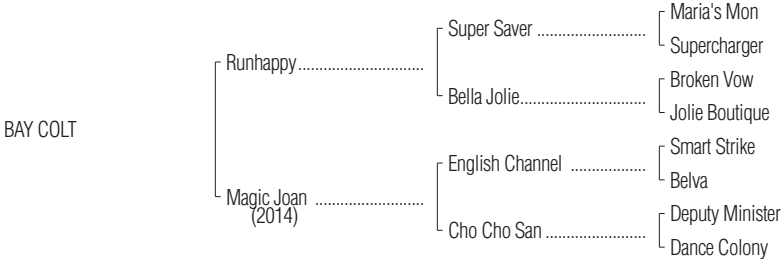 Maria's Mon
Super Saver ..........................
Supercharger
Runhappy..............................
Broken Vow
Bella Jolie..............................
Jolie Boutique
BAY COLT
Smart Strike
English Channel ..................
Belva
Magic Joan ..........................
(2014)
Deputy Minister
Cho Cho San ........................
Dance Colony